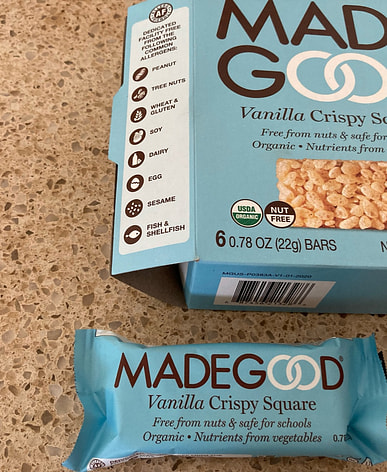 AF
DEDICATED
FACILITY FREE
FROM THE
FOLLOWING
COMMON
ALLERGENS:
PEANUT
TREE NUTS
WHEAT &
GLUTEN
SOY
DAIRY
EGG
SESAME
FISH &
SHELLFISH
MAD
GOO
Vanilla Crispy Sq
Free from nuts & safe for
Organic • Nutrients from
USDA
ORGANIC
NUT
FREE
6 0.78 OZ (22g) BARS
MADEGOOD®
Vanilla Crispy Square
Free from nuts & safe for schools
Organic • Nutrients from vegetables